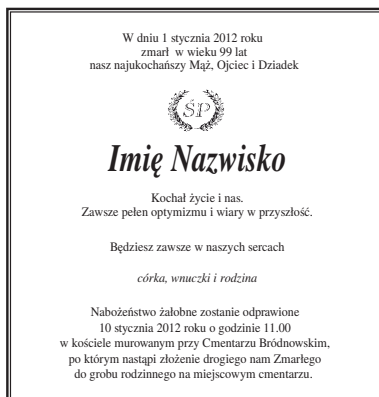 W dniu 1 stycznia 2012 roku
zmarł w wieku 99 lat
nasz najukochańszy Mąż, Ojciec i Dziadek
ŚP
Imię Nazwisko
Kochał życie i nas.
Zawsze pełen optymizmu i wiary w przyszłość.
Będziesz zawsze w naszych sercach
córka, wnuczki i rodzina
Nabożeństwo żałobne zostanie odprawione
10 stycznia 2012 roku o godzinie 11.00
w kościele murowanym przy Cmentarzu Bródnowskim,
po którym nastąpi złożenie drogiego nam Zmarłego
do grobu rodzinnego na miejscowym cmentarzu.